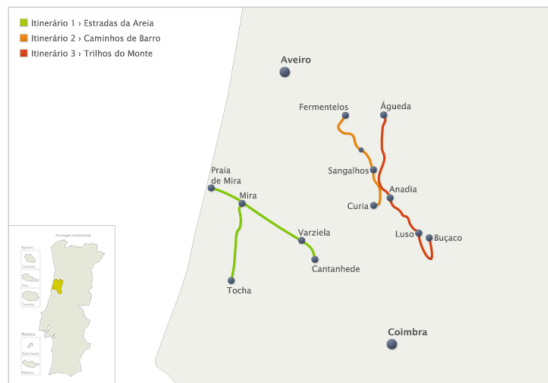 Itinerário 1 › Estradas da Areia
Itinerário 2 › Caminhos de Barro
Itinerário 3 › Trilhos do Monte
Aveiro
Fermentelos
Águeda
Sangalhos
Praia
de Mira
Anadia
Mira
Curia
Varziela
Luso
Buçaco
Cantanhede
Tocha
Coimbra